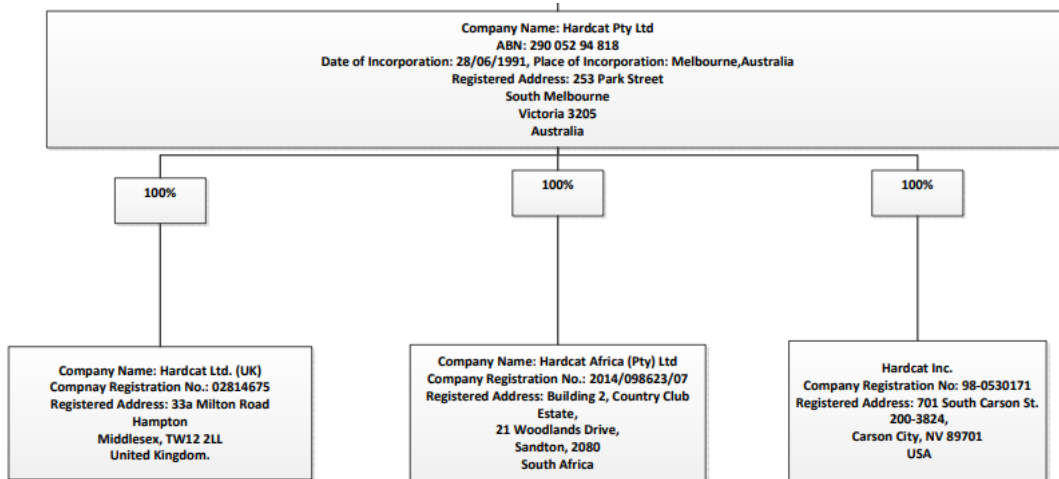 Company Name: Hardcat Pty Ltd
ABN: 290 052 94 818
Date of Incorporation: 28/06/1991, Place of Incorporation: Melbourne,Australia
Registered Address: 253 Park Street
South Melbourne
Victoria 3205
Australia
100%
100%
100%
Company Name: Hardcat Ltd. (UK)
Compnay Registration No.: 02814675
Registered Address: 33a Milton Road
Hampton
Middlesex, TW12 2LL
United Kingdom.
Company Name: Hardcat Africa (Pty) Ltd
Company Registration No.: 2014/098623/07
Registered Address: Building 2, Country Club
Estate,
21 Woodlands Drive,
Sandton, 2080
South Africa
Hardcat Inc.
Company Registration No: 98-0530171
Registered Address: 701 South Carson St.
200-3824,
Carson City, NV 89701
USA